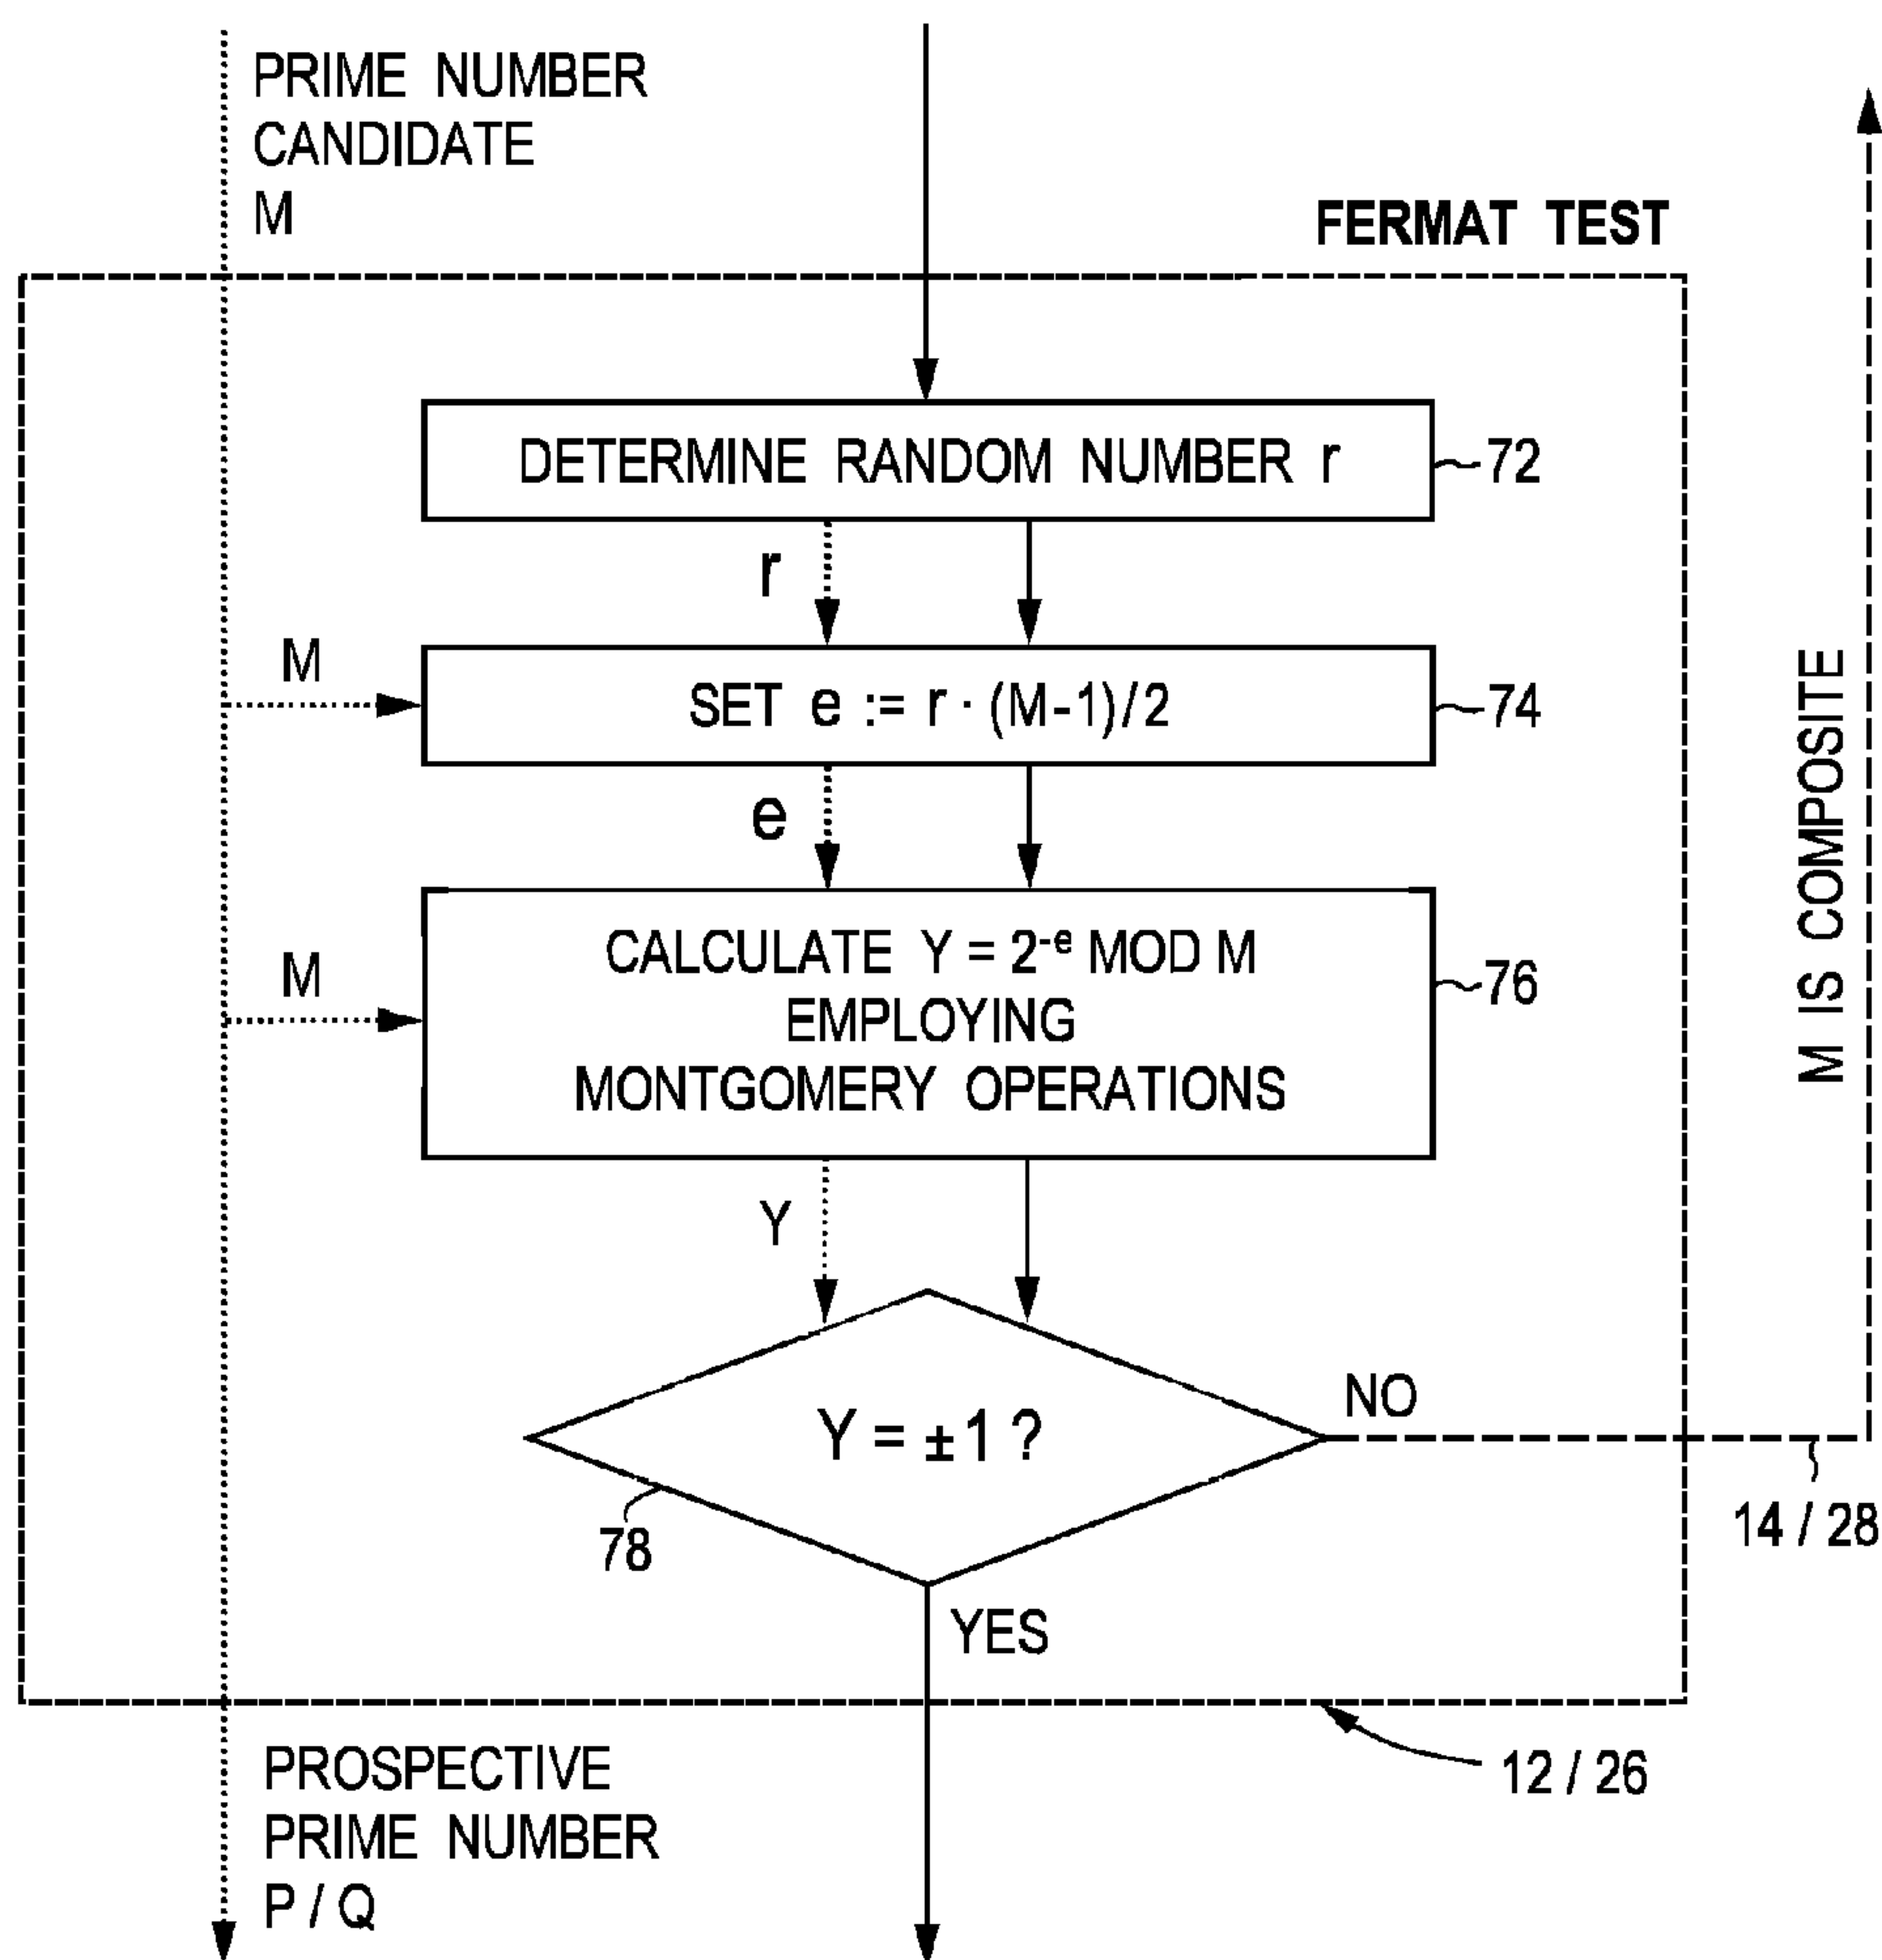 PRIME NUMBER
CANDIDATE
M
FERMAT TEST
DETERMINE RANDOM NUMBER r
72
r
M
SET e := r · (M-1)/2
74
e
M
CALCULATE Y = 2⁻ᵉ MOD M
EMPLOYING
MONTGOMERY OPERATIONS
76
M IS COMPOSITE
Y
Y = ±1 ?
NO
78
14 / 28
YES
12 / 26
PROSPECTIVE
PRIME NUMBER
P / Q